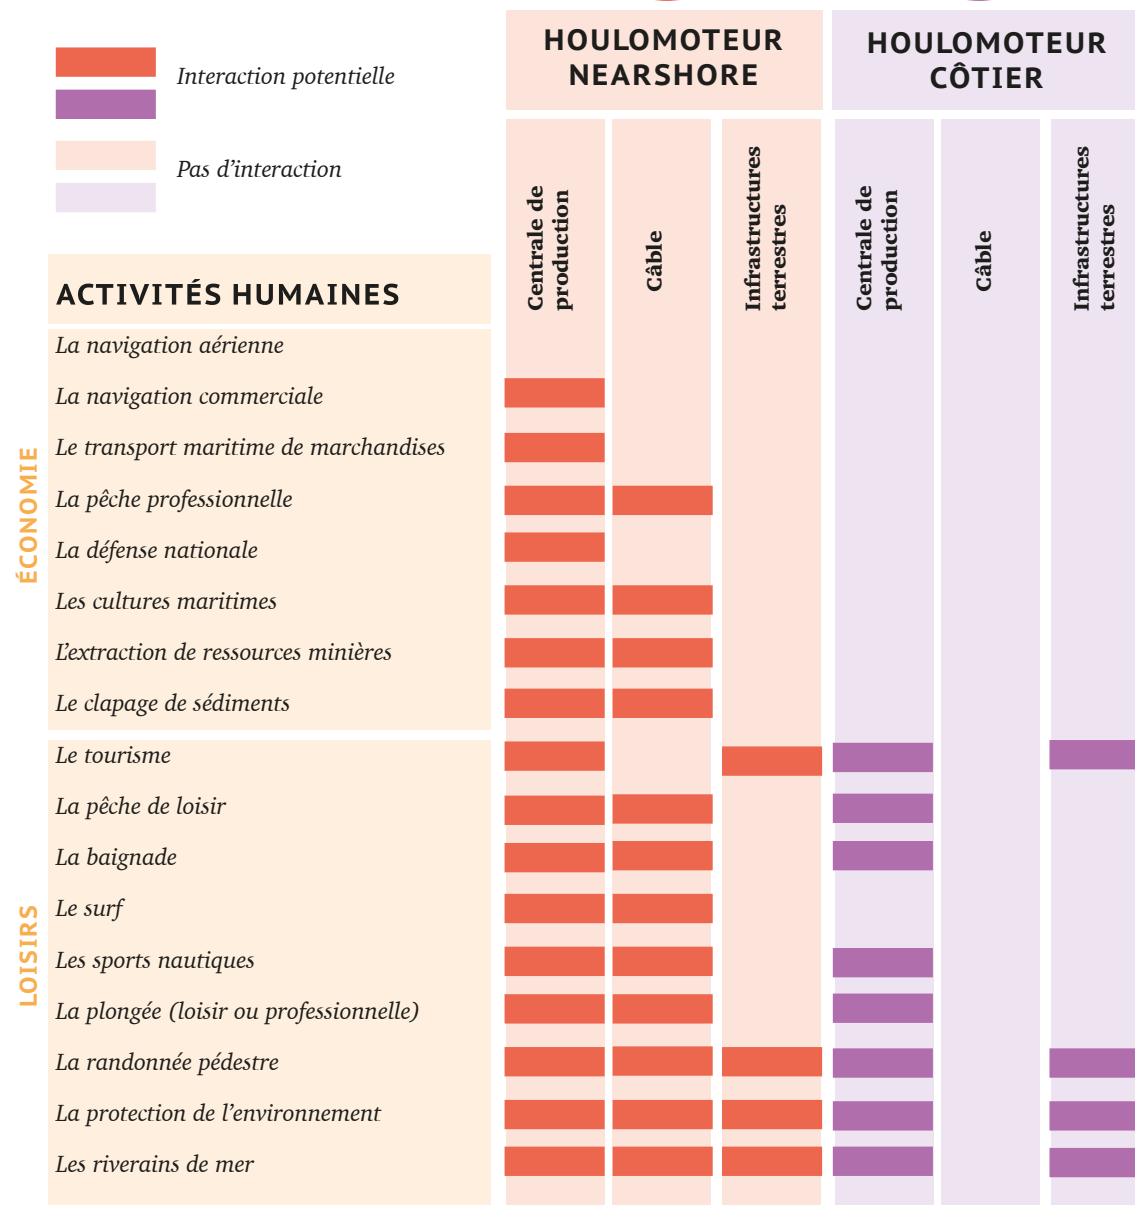 HOULOMOTEUR
NEARSHORE
HOULOMOTEUR
CÔTIER
Interaction potentielle
Pas d’interaction
Centrale de
production
Câble
Infrastructures
terrestres
Centrale de
production
Câble
Infrastructures
terrestres
ACTIVITÉS HUMAINES
ÉCONOMIE
La navigation aérienne
La navigation commerciale
Le transport maritime de marchandises
La pêche professionnelle
La défense nationale
Les cultures maritimes
L’extraction de ressources minières
Le clapage de sédiments
LOISIRS
Le tourisme
La pêche de loisir
La baignade
Le surf
Les sports nautiques
La plongée (loisir ou professionnelle)
La randonnée pédestre
La protection de l’environnement
Les riverains de mer